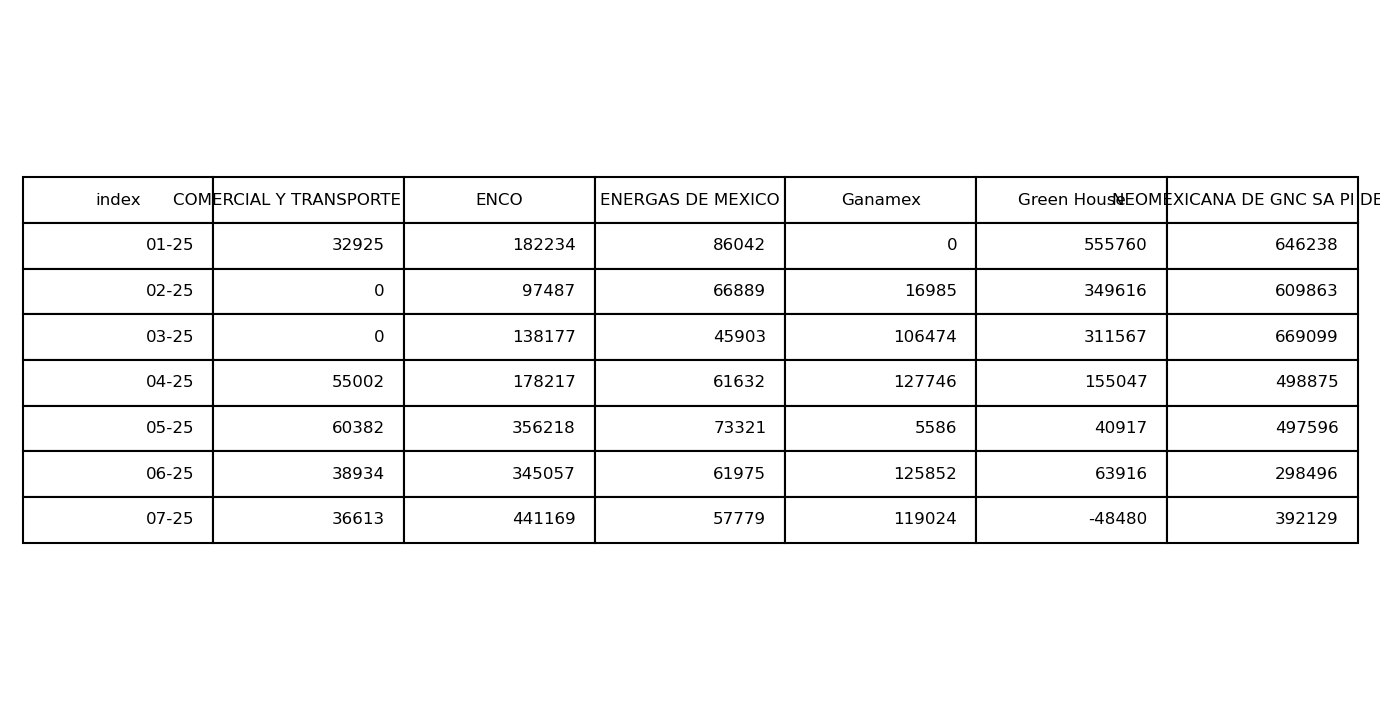 index COMERCIAL Y TRANSPORTE ENCO ENERGAS DE MEXICO Ganamex Green House NEOMEXICANA DE GNC SA PI DE
01-25 32925 182234 86042 0 555760 646238
02-25 0 97487 66889 16985 349616 609863
03-25 0 138177 45903 106474 311567 669099
04-25 55002 178217 61632 127746 155047 498875
05-25 60382 356218 73321 5586 40917 497596
06-25 38934 345057 61975 125852 63916 298496
07-25 36613 441169 57779 119024 -48480 392129